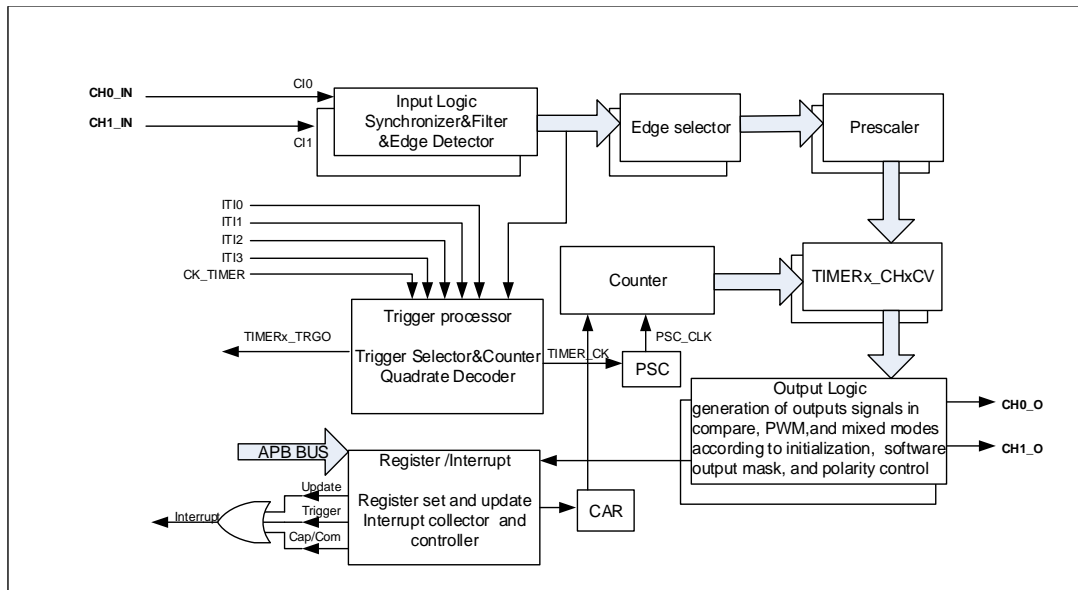 CH0_IN
CI0
CH1_IN
CI1
Input Logic
Synchronizer&Filter
&Edge Detector
Edge selector
Prescaler
ITI0
ITI1
ITI2
ITI3
CK_TIMER
Counter
TIMERx_CHxCV
Trigger processor
Trigger Selector&Counter
Quadrate Decoder
TIMERx_TRGO
TIMER_CK
PSC_CLK
PSC
Output Logic
generation of outputs signals in
compare, PWM,and mixed modes
according to initialization, software
output mask, and polarity control
CH0_O
CH1_O
APB BUS
Register /Interrupt
Register set and update
Interrupt collector and
controller
CAR
Update
Trigger
Cap/Com
Interrupt